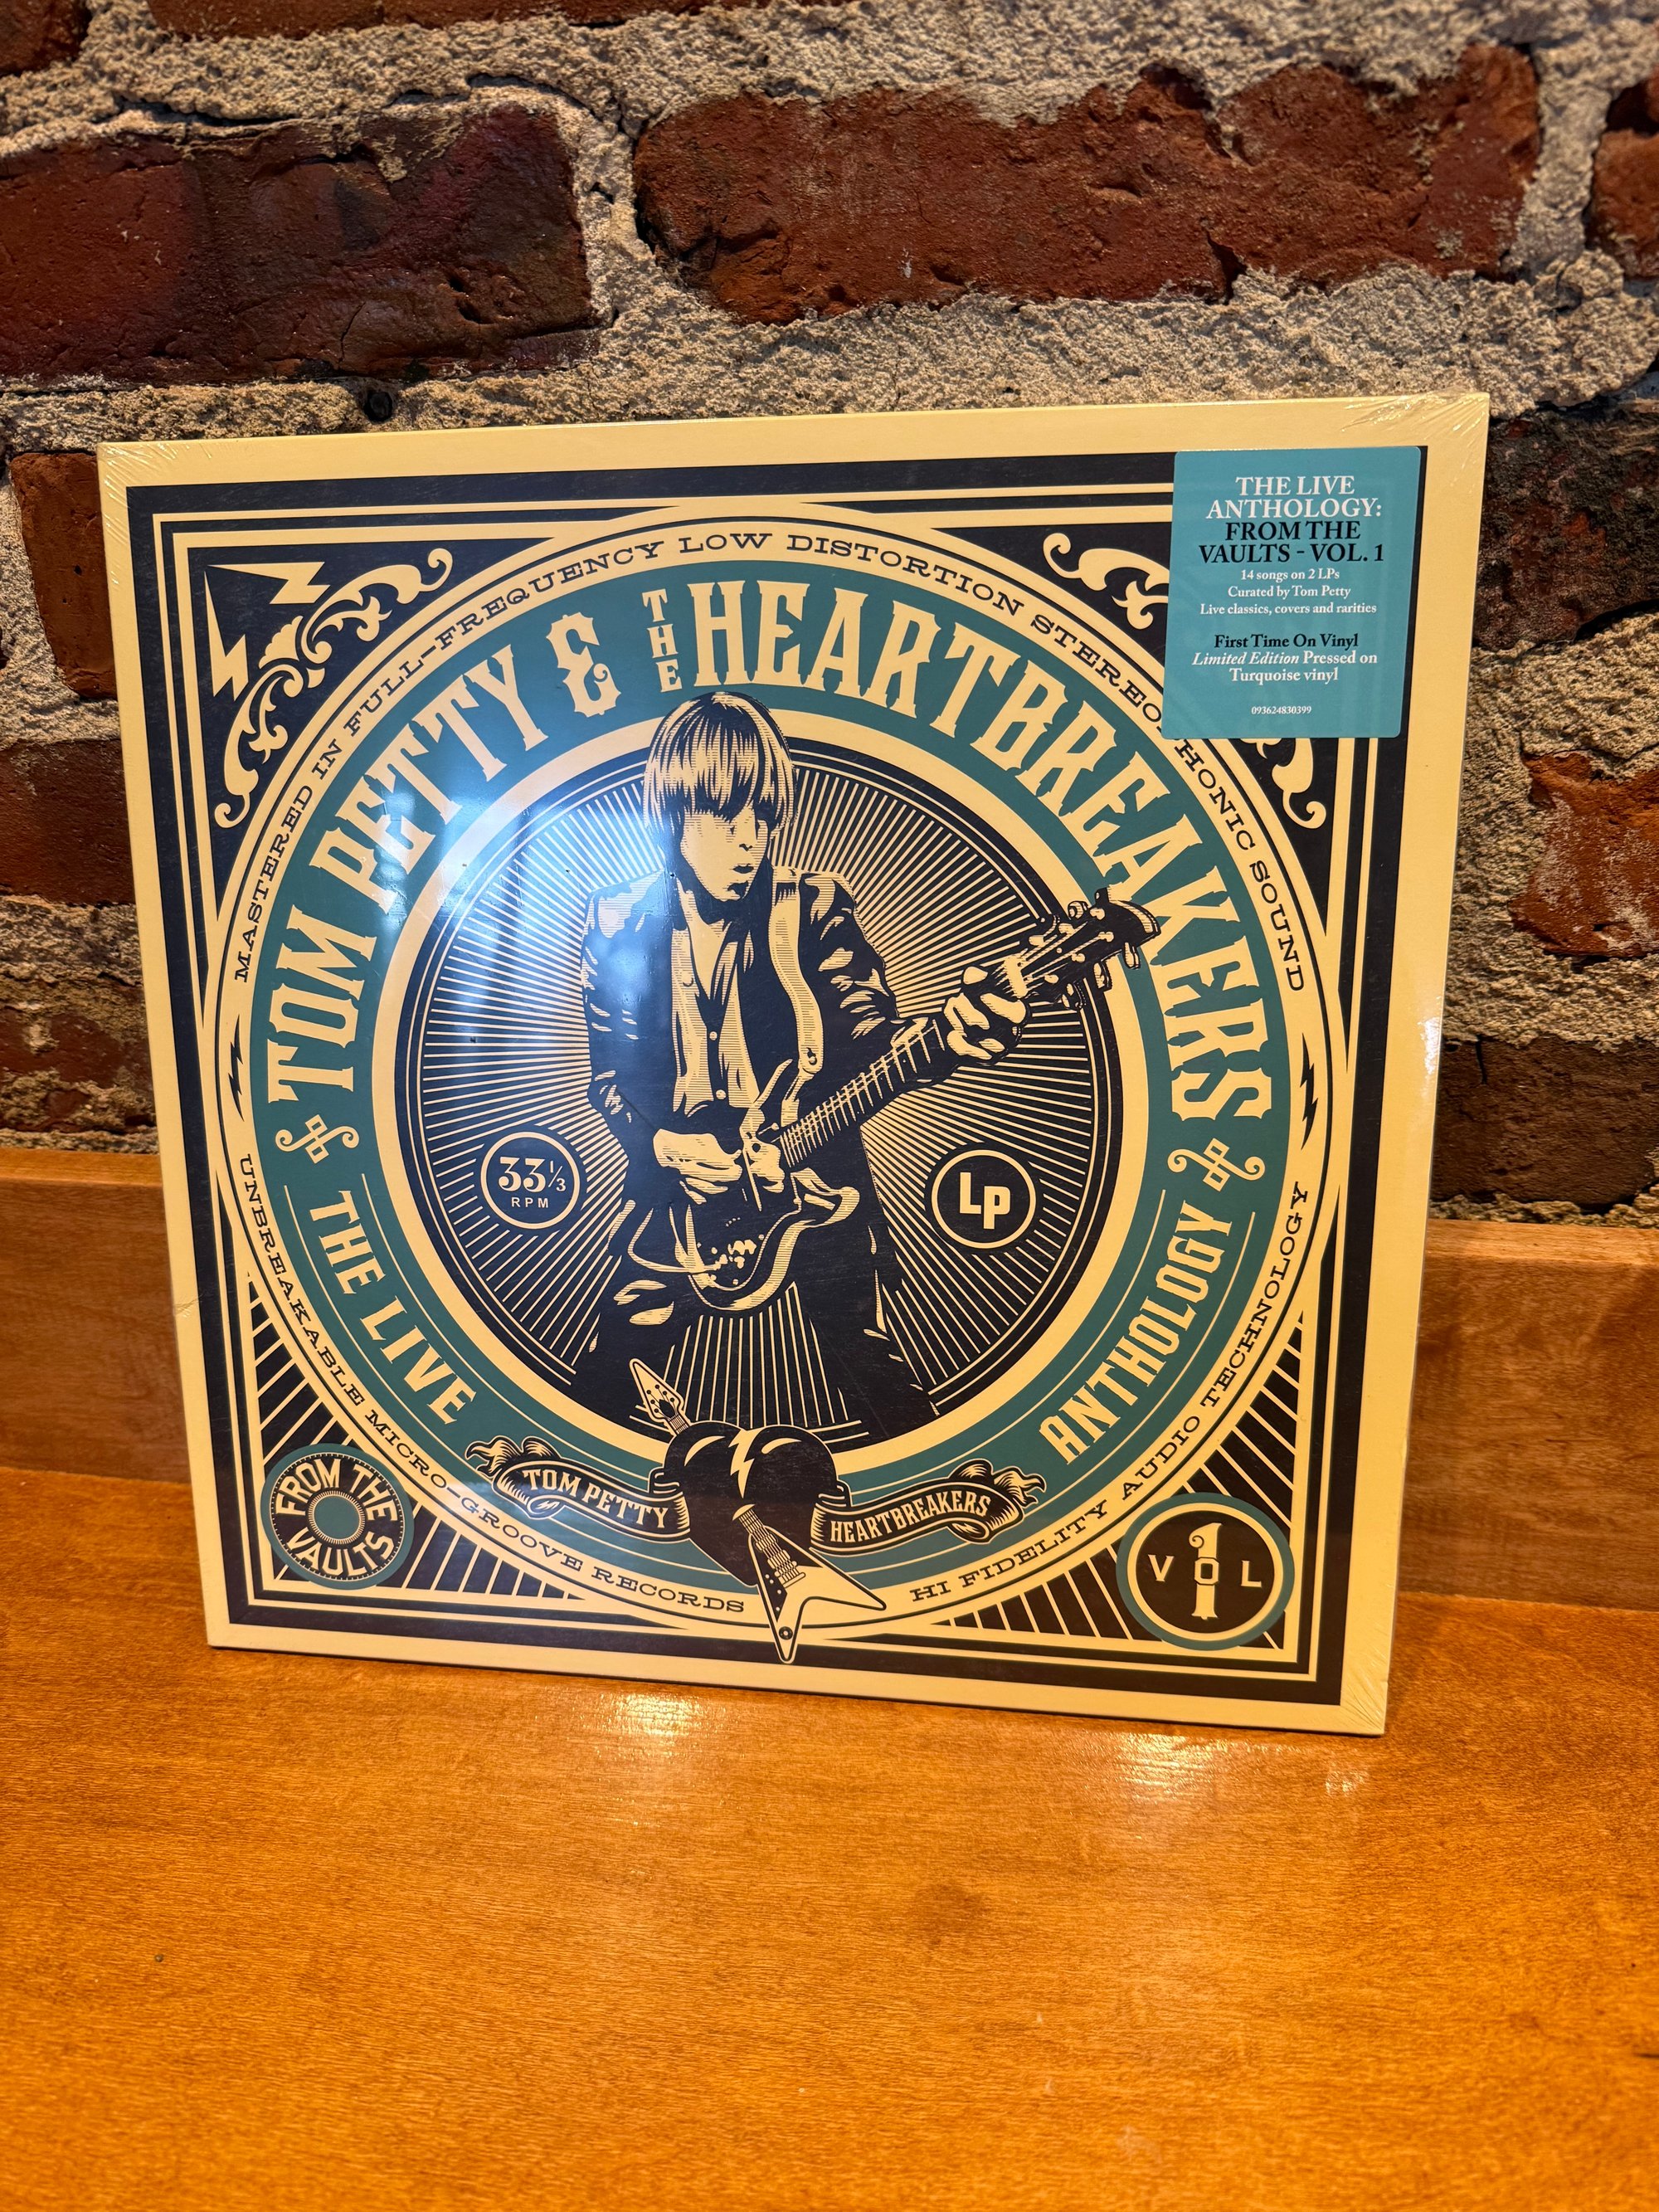 THE LIVE
ANTHOLOGY:
FROM THE
VAULTS - VOL. 1
14 songs on 2 LPs
Curated by Tom Petty
Live classics, covers and rarities
First Time On Vinyl
Limited Edition Pressed on
Turquoise vinyl
093624830399
MASTERED IN FULL-FREQUENCY LOW DISTORTION STEREOPHONIC SOUND
TOM PETTY & THE HEARTBREAKERS
33 1/3
RPM
LP
THE LIVE ANTHOLOGY
TOM PETTY
HEARTBREAKERS
UNBREAKABLE MICRO-GROOVE RECORDS
HI FIDELITY AUDIO TECHNOLOGY
FROM THE VAULTS
VOL
1